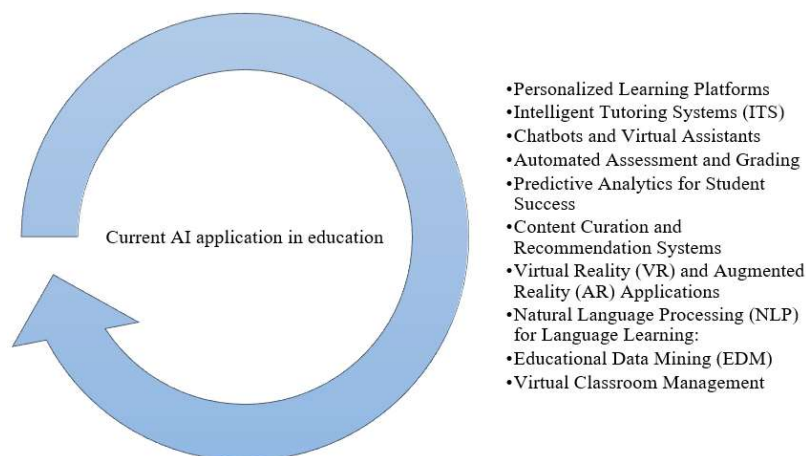 Current AI application in education
•Personalized Learning Platforms
•Intelligent Tutoring Systems (ITS)
•Chatbots and Virtual Assistants
•Automated Assessment and Grading
•Predictive Analytics for Student
Success
•Content Curation and
Recommendation Systems
•Virtual Reality (VR) and Augmented
Reality (AR) Applications
•Natural Language Processing (NLP)
for Language Learning:
•Educational Data Mining (EDM)
•Virtual Classroom Management